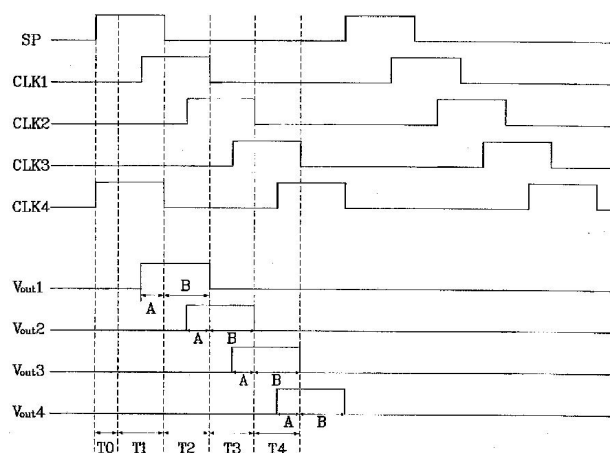 SP
CLK1
CLK2
CLK3
CLK4
Vout1
A B
Vout2
A B
Vout3
A B
Vout4
A B
T0 T1 T2 T3 T4